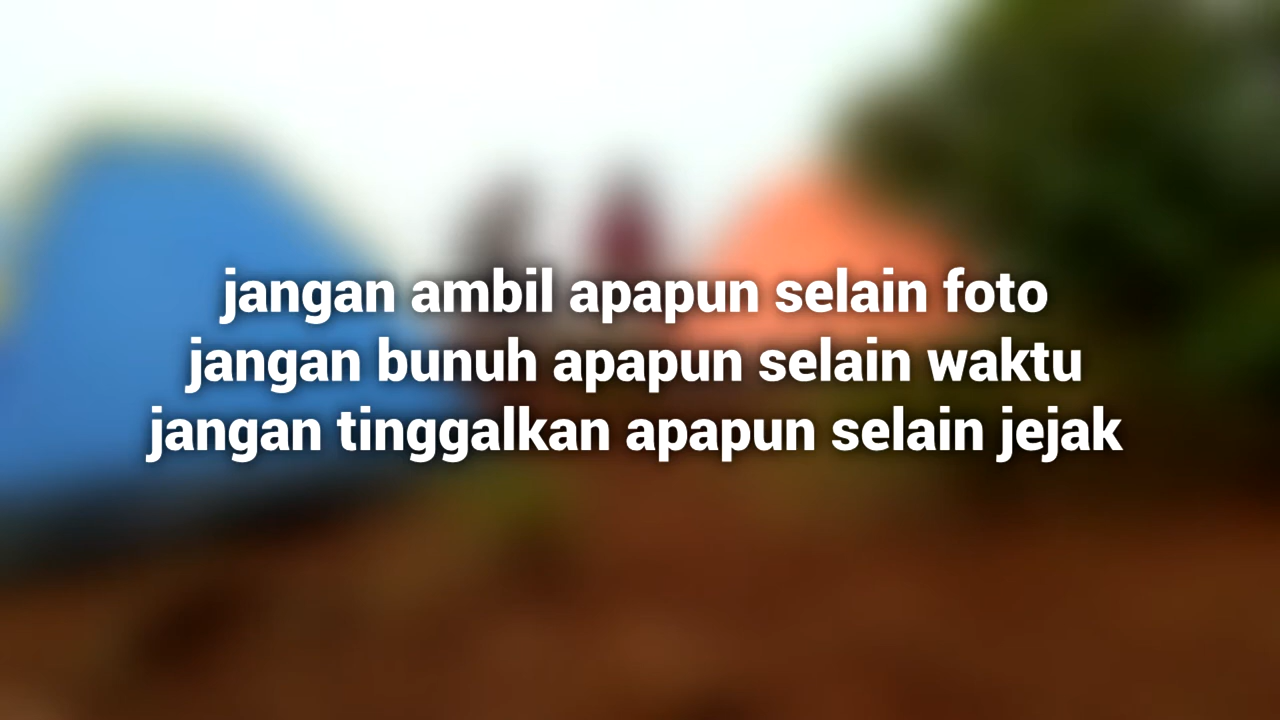 jangan ambil apapun selain foto
jangan bunuh apapun selain waktu
jangan tinggalkan apapun selain jejak